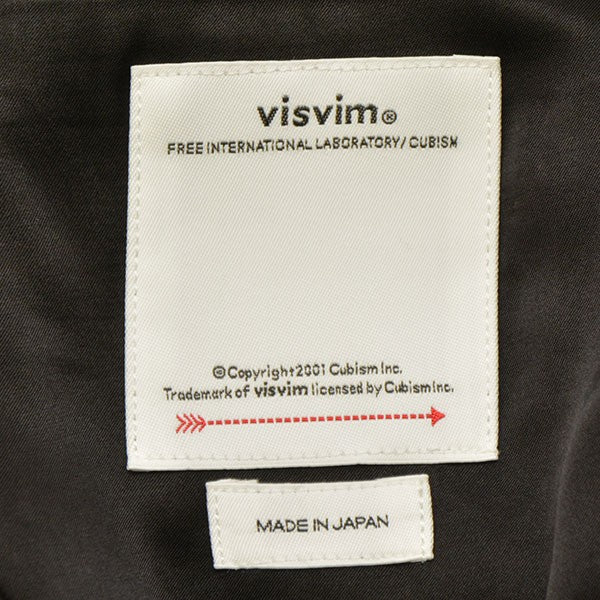 visvim®
FREE INTERNATIONAL LABORATORY/ CUBISM
©Copyright2001 Cubism Inc.
Trademark of visvim licensed by Cubism Inc.
MADE IN JAPAN